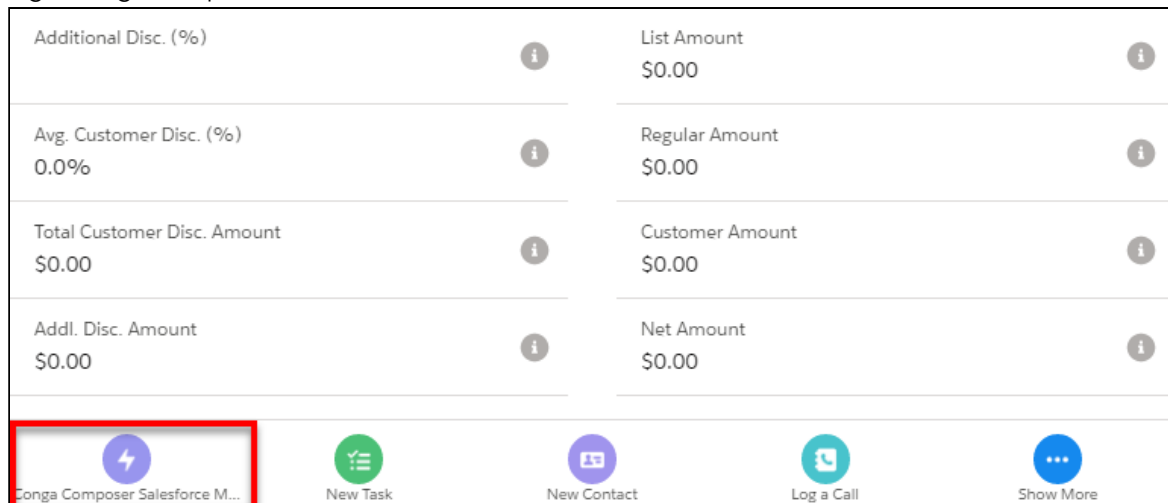 Additional Disc. (%)
List Amount
$0.00
Avg. Customer Disc. (%)
0.0%
Regular Amount
$0.00
Total Customer Disc. Amount
$0.00
Customer Amount
$0.00
Addl. Disc. Amount
$0.00
Net Amount
$0.00
Conga Composer Salesforce M...
New Task
New Contact
Log a Call
Show More